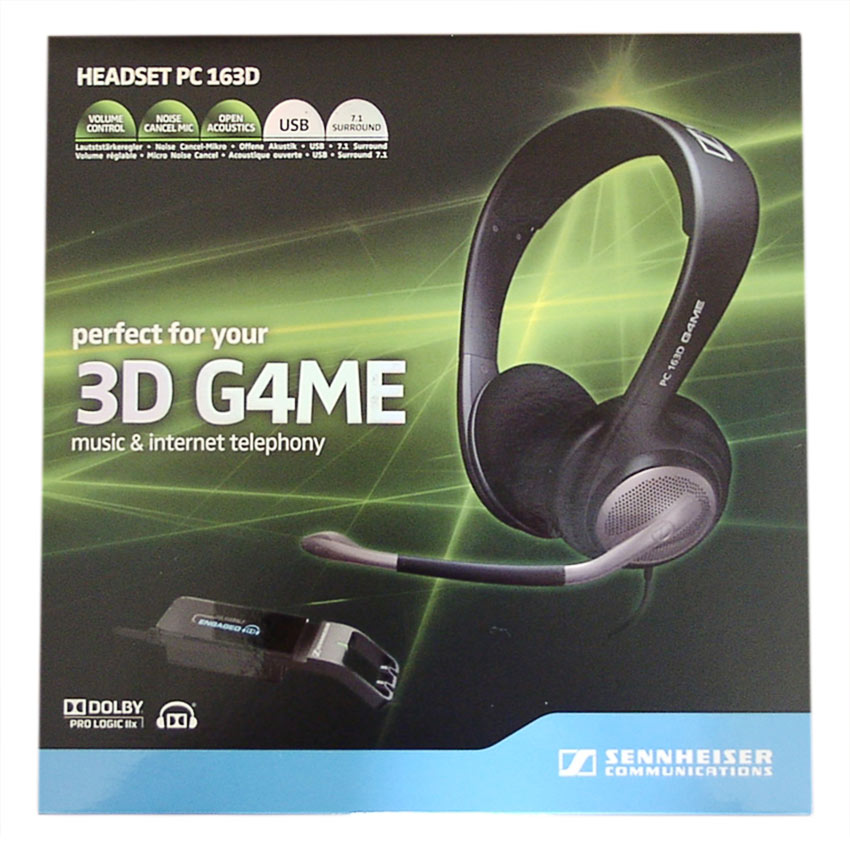 HEADSET PC 163D
VOLUME
CONTROL
NOISE
CANCEL MIC
OPEN
ACOUSTICS
USB
7.1
SURROUND
Lautststärkeregler • Noise Cancel-Mikro • Offene Akustik • USB • 7.1 Surround
Volume réglable • Micro Noise Cancel • Acoustique ouverte • USB • Surround 7.1
perfect for your
3D G4ME
music & internet telephony
PC 163D G4ME
ENGAGED
DOLBY
PRO LOGIC IIx
SENNHEISER
COMMUNICATIONS